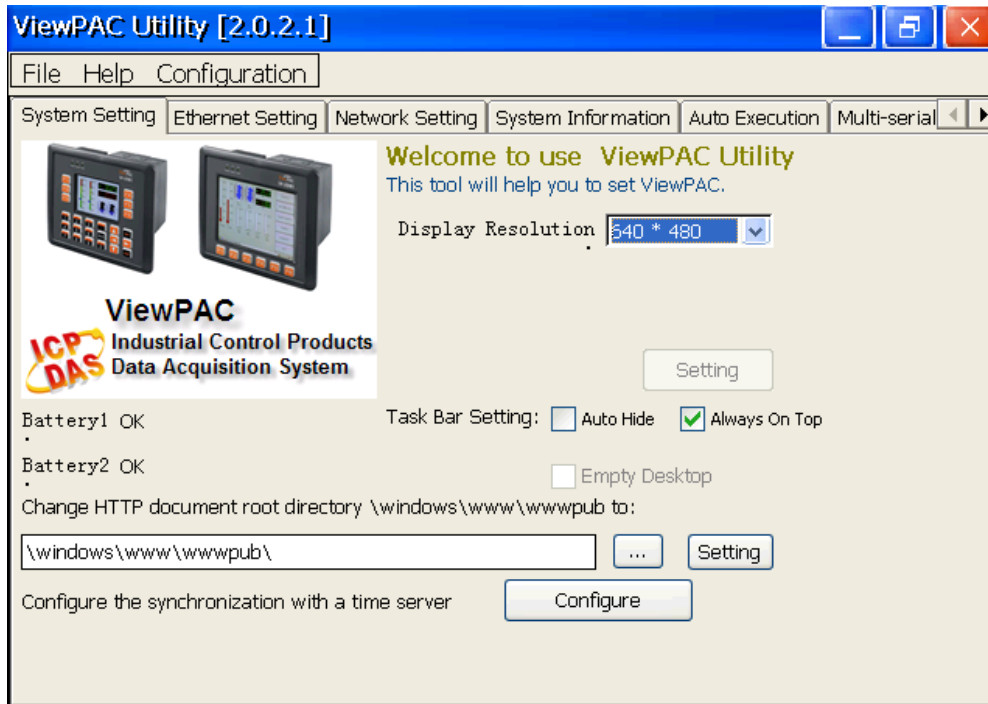 ViewPAC Utility [2.0.2.1]
File Help Configuration
System Setting Ethernet Setting Network Setting System Information Auto Execution Multi-serial
Welcome to use ViewPAC Utility
This tool will help you to set ViewPAC.
Display Resolution 640 * 480
ViewPAC
ICP DAS
Industrial Control Products
Data Acquisition System
Setting
Battery1 OK
Task Bar Setting: Auto Hide Always On Top
Battery2 OK
Empty Desktop
Change HTTP document root directory \windows\www\wwwpub to:
\windows\www\wwwpub\ ... Setting
Configure the synchronization with a time server Configure